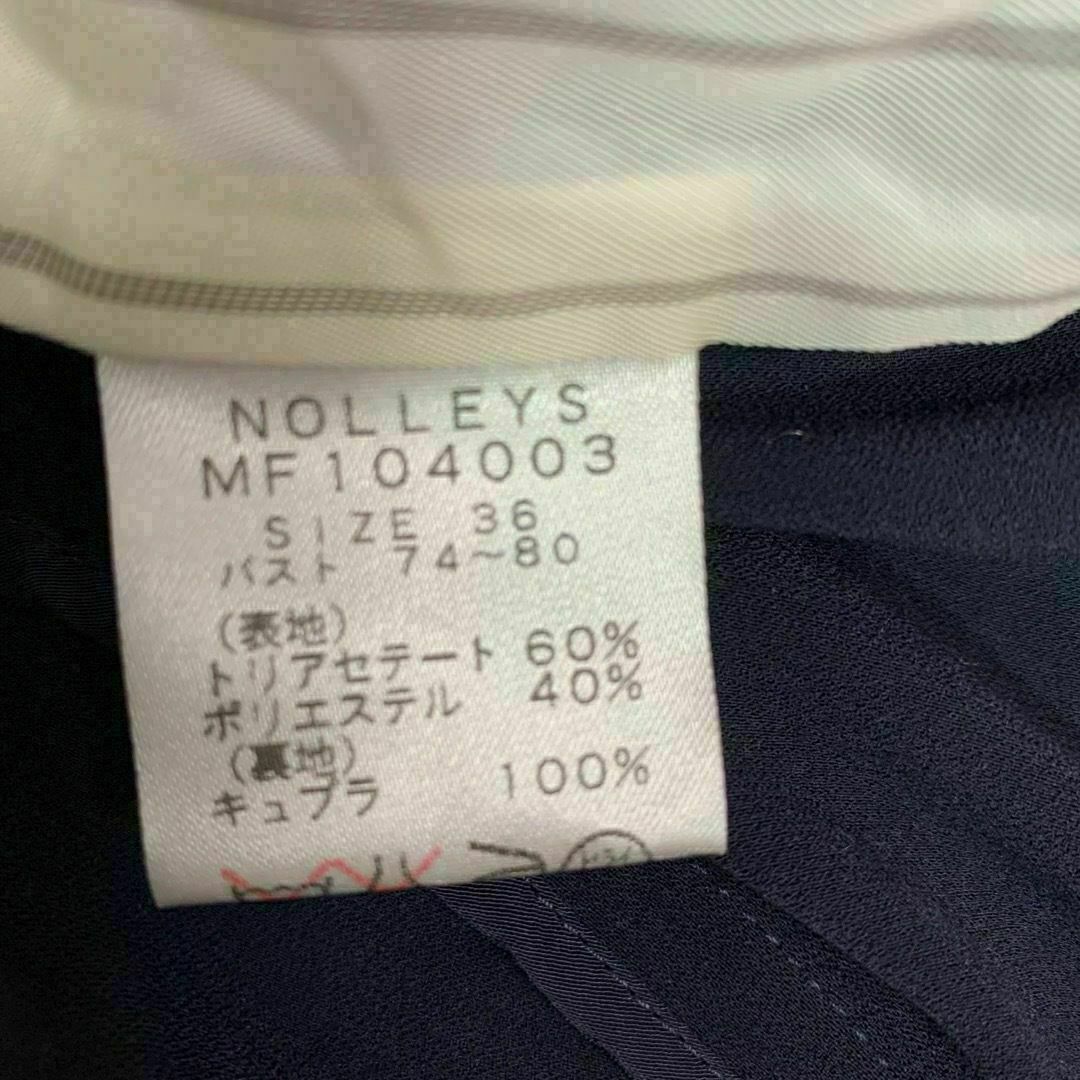 NOLLEYS
MF104003
SIZE 36
バスト 74~80
(表地)
トリアセテート 60%
ポリエステル 40%
(裏地)
キュプラ 100%